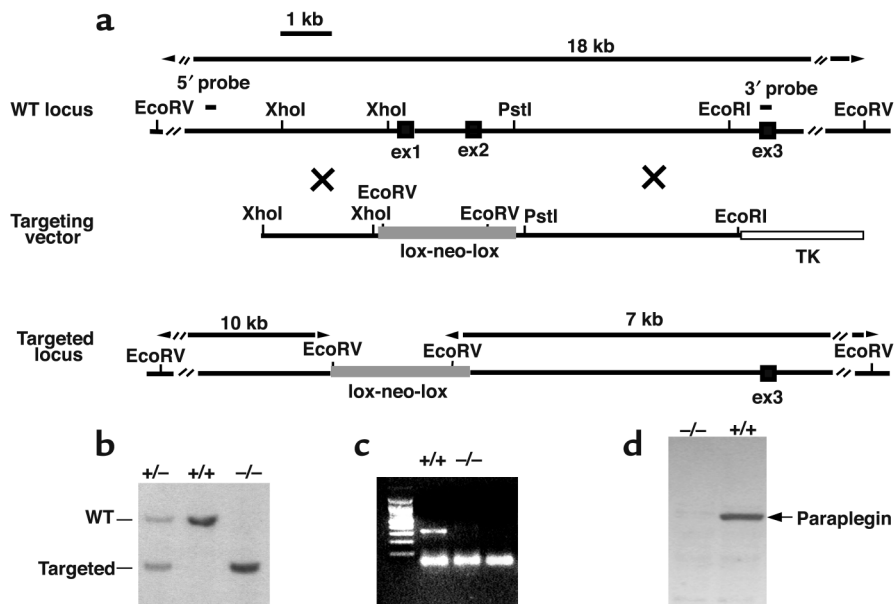 a
1 kb
18 kb
5′ probe
3′ probe
WT locus
EcoRV
XhoI
XhoI
PstI
EcoRI
EcoRV
ex1
ex2
ex3
EcoRV
Targeting vector
XhoI
XhoI
EcoRV
PstI
EcoRI
lox-neo-lox
TK
Targeted locus
10 kb
7 kb
EcoRV
EcoRV
EcoRV
EcoRV
lox-neo-lox
ex3
b
+/–
+/+
–/–
WT
Targeted
c
+/+
–/–
d
–/–
+/+
Paraplegin